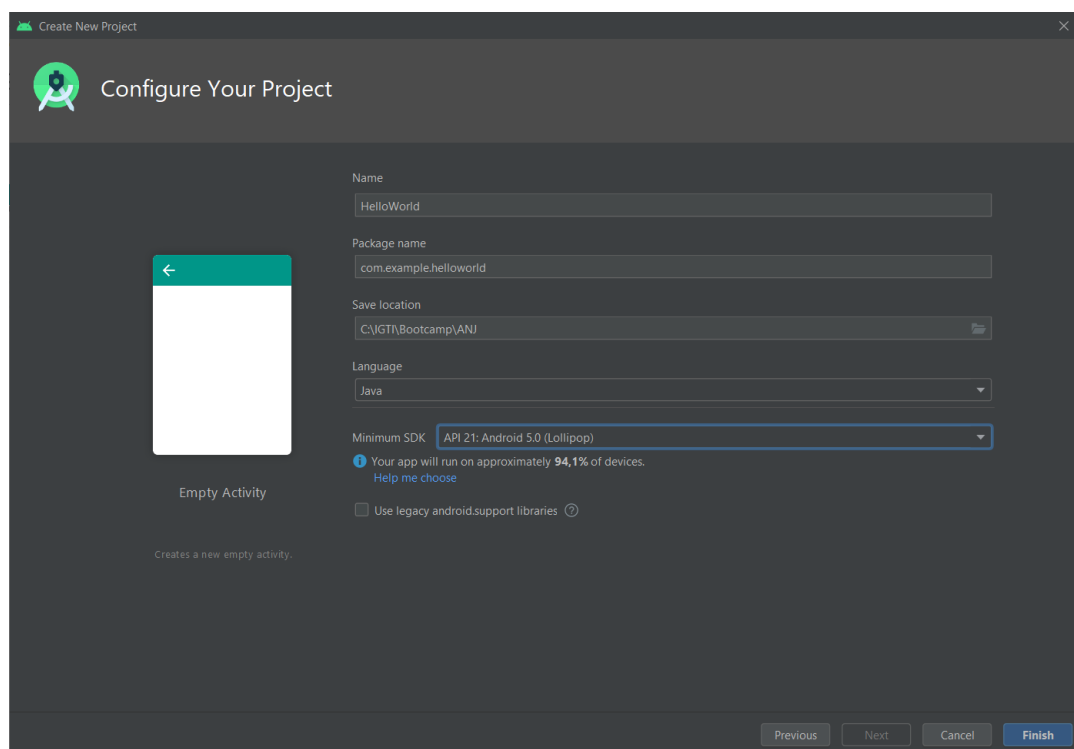 Create New Project
Configure Your Project
Name
HelloWorld
Package name
com.example.helloworld
Save location
C:\IGTI\Bootcamp\ANJ
Language
Java
Minimum SDK API 21: Android 5.0 (Lollipop)
Your app will run on approximately 94,1% of devices.
Help me choose
Use legacy android.support libraries ?
Empty Activity
Creates a new empty activity.
Previous Next Cancel Finish